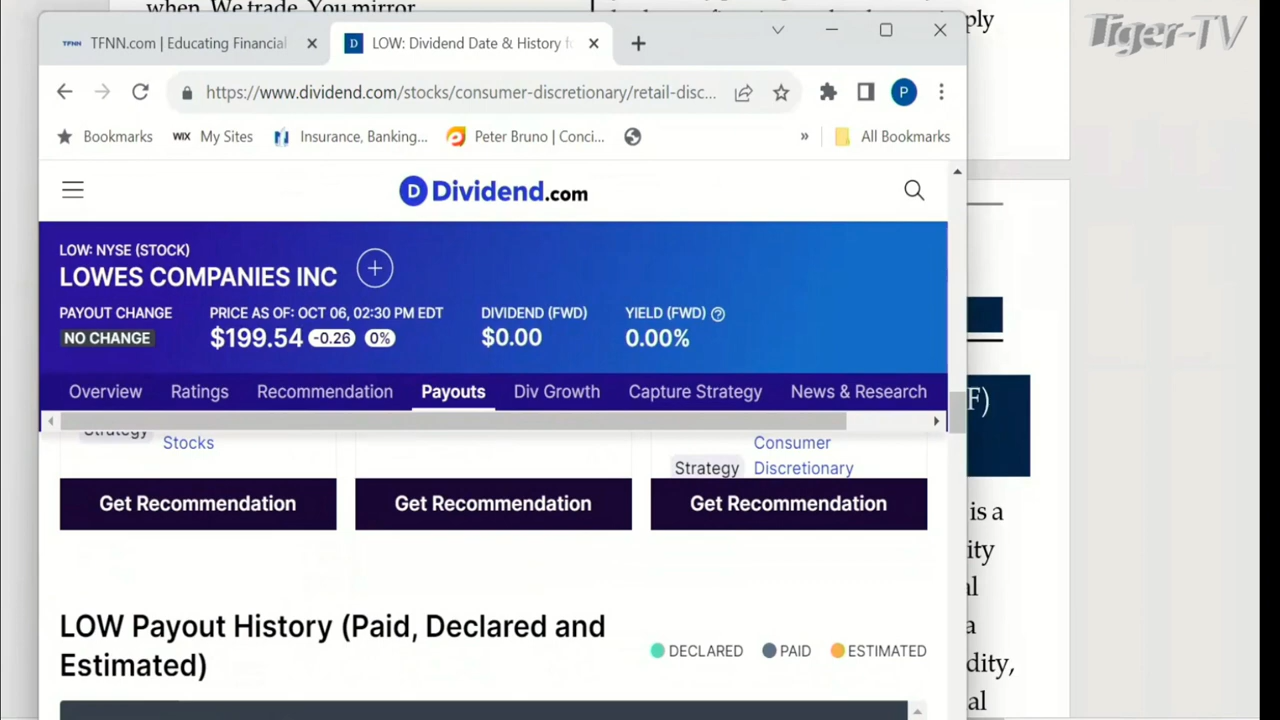 when. We trade. You mirror
ply
Tiger-TV
TFNN.com | Educating Financial
D LOW: Dividend Date & History f
https://www.dividend.com/stocks/consumer-discretionary/retail-disc...
P
Bookmarks
WIX My Sites
Insurance, Banking...
Peter Bruno | Conci...
»
All Bookmarks
D Dividend.com
LOW: NYSE (STOCK)
LOWES COMPANIES INC
PAYOUT CHANGE
NO CHANGE
PRICE AS OF: OCT 06, 02:30 PM EDT
$199.54 -0.26 0%
DIVIDEND (FWD)
$0.00
YIELD (FWD)
0.00%
Overview Ratings Recommendation Payouts Div Growth Capture Strategy News & Research
F)
Strategy
Stocks
Consumer
Strategy Discretionary
Get Recommendation Get Recommendation Get Recommendation
is a
ity
al
a
dity,
al
LOW Payout History (Paid, Declared and
Estimated)
DECLARED PAID ESTIMATED